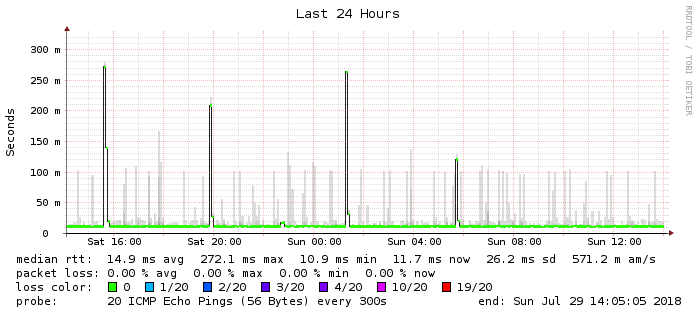 Last 24 Hours
RRDTOOL / TOBI OETIKER
Seconds
300 m
250 m
200 m
150 m
100 m
50 m
0
Sat 16:00 Sat 20:00 Sun 00:00 Sun 04:00 Sun 08:00 Sun 12:00
median rtt: 14.9 ms avg 272.1 ms max 10.9 ms min 11.7 ms now 26.2 ms sd 571.2 m am/s
packet loss: 0.00 % avg 0.00 % max 0.00 % min 0.00 % now
loss color: 0 1/20 2/20 3/20 4/20 10/20 19/20
probe: 20 ICMP Echo Pings (56 Bytes) every 300s end: Sun Jul 29 14:05:05 2018